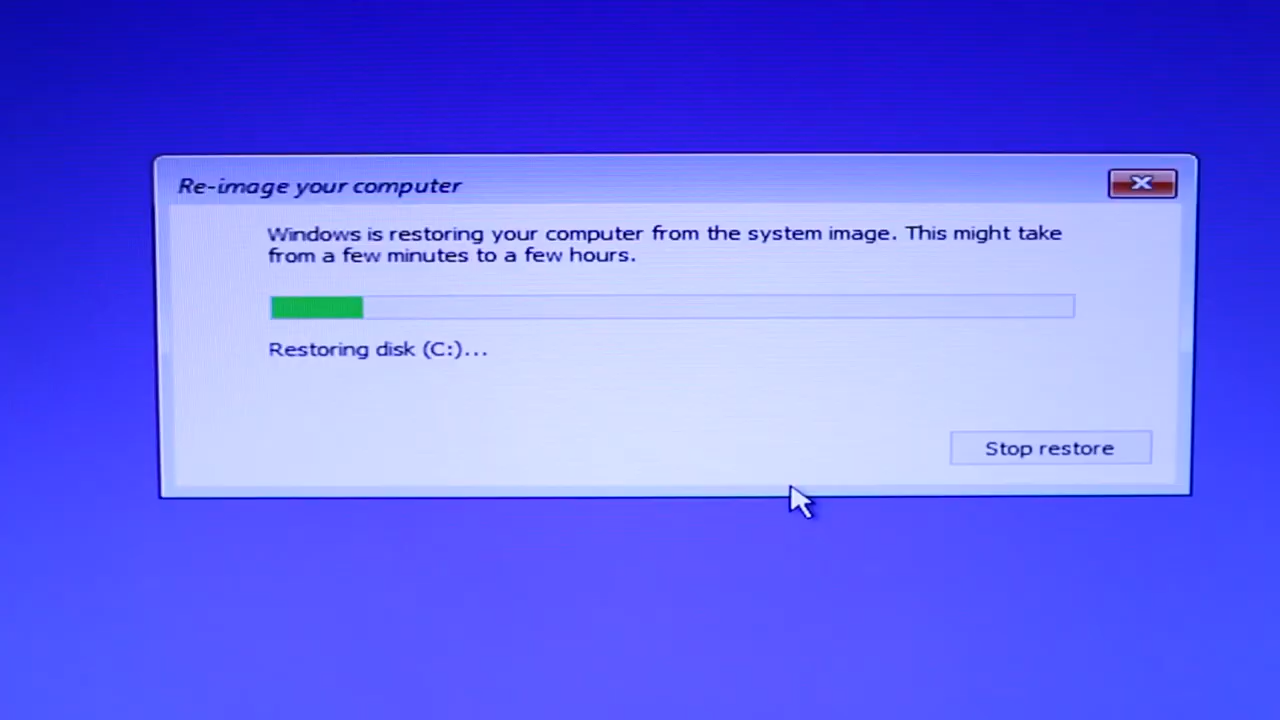 Re-image your computer
Windows is restoring your computer from the system image. This might take
from a few minutes to a few hours.
Restoring disk (C:)...
Stop restore